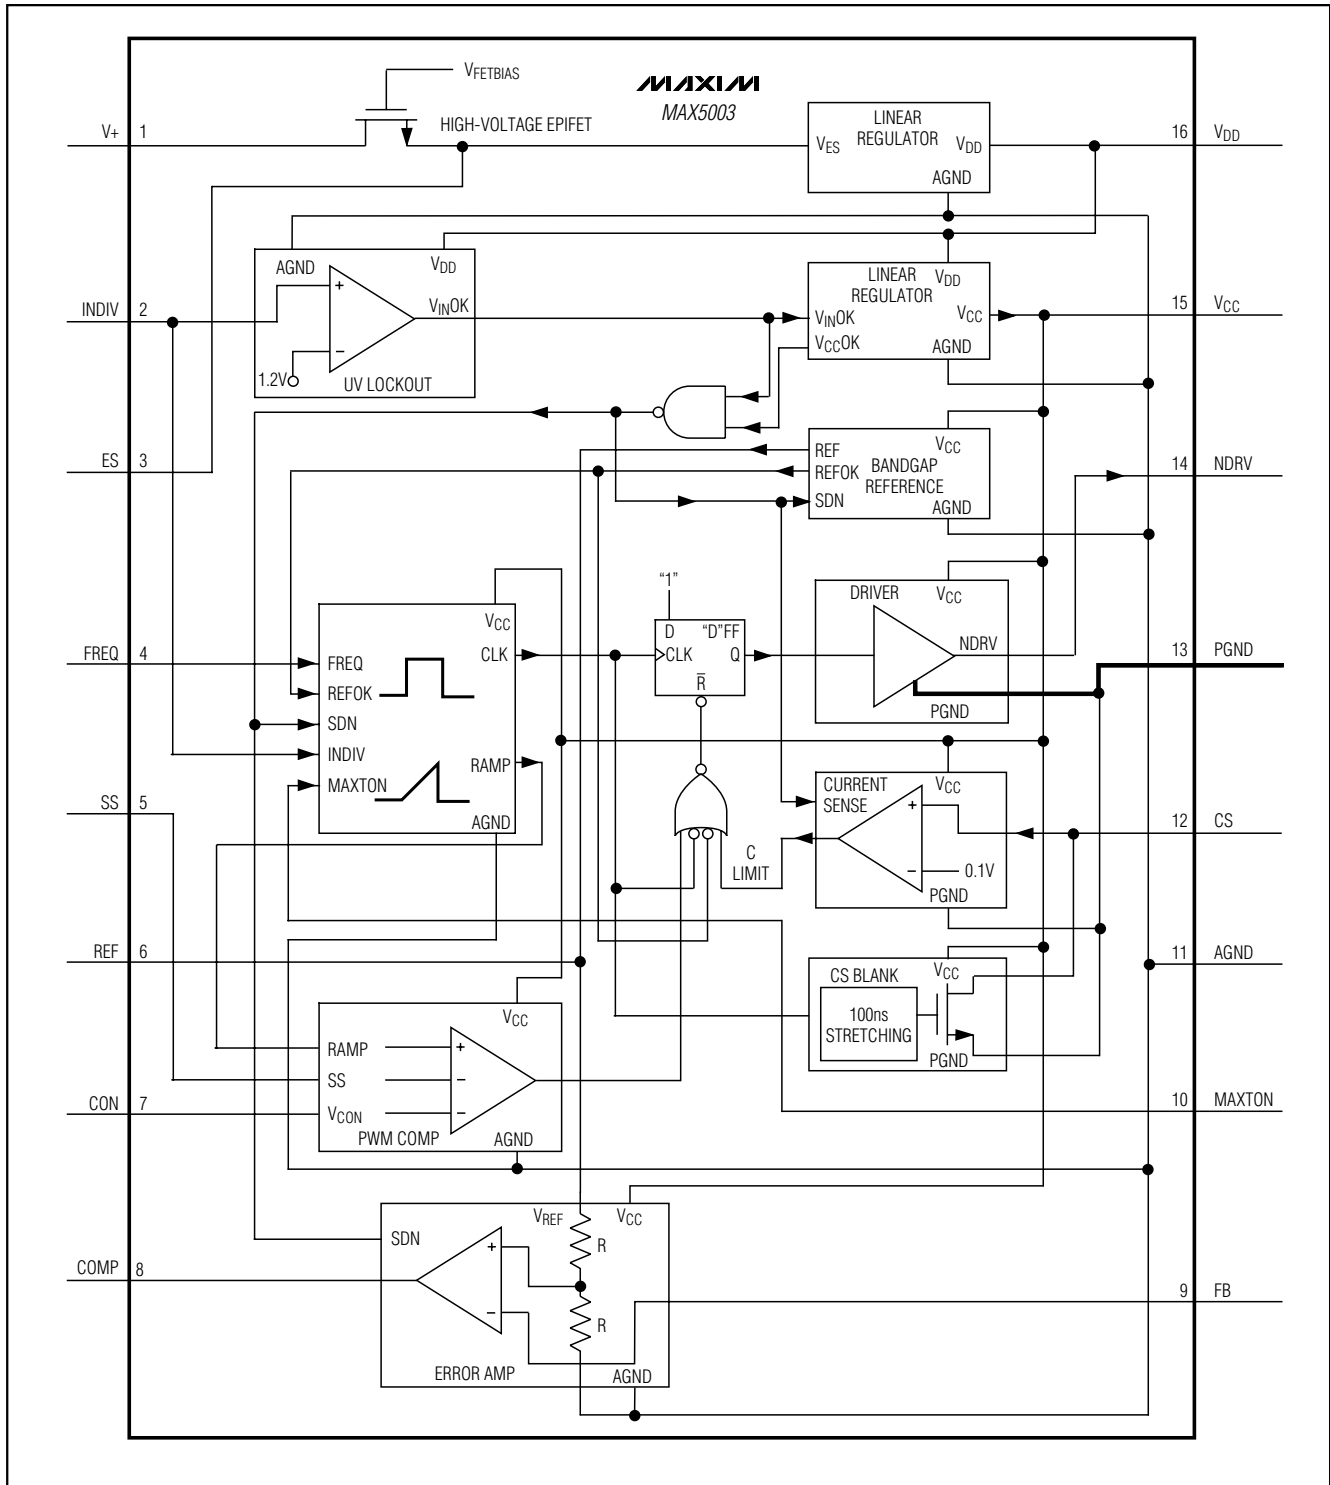 VFETBIAS
MAXIM
MAX5003
HIGH-VOLTAGE EPIFET
V+ 1
LINEAR
REGULATOR
VES
VDD
AGND
16 VDD
AGND
VDD
VINOK
1.2V
UV LOCKOUT
+
−
INDIV 2
LINEAR
REGULATOR
VDD
VINOK
VCCOK
VCC
AGND
15 VCC
ES 3
REF
REFOK
SDN
BANDGAP
REFERENCE
VCC
AGND
14 NDRV
FREQ 4
VCC
CLK
FREQ
REFOK
SDN
INDIV
MAXTON
RAMP
AGND
"1"
D "D"FF
CLK Q
R̅
DRIVER
VCC
NDRV
PGND
13 PGND
SS 5
CURRENT
SENSE
VCC
+
−
0.1V
PGND
C
LIMIT
12 CS
REF 6
CS BLANK
VCC
100ns
STRETCHING
PGND
11 AGND
VCC
RAMP
SS
VCON
+
−
−
PWM COMP
AGND
CON 7
10 MAXTON
VREF
VCC
SDN
R
R
+
−
ERROR AMP
AGND
COMP 8
9 FB